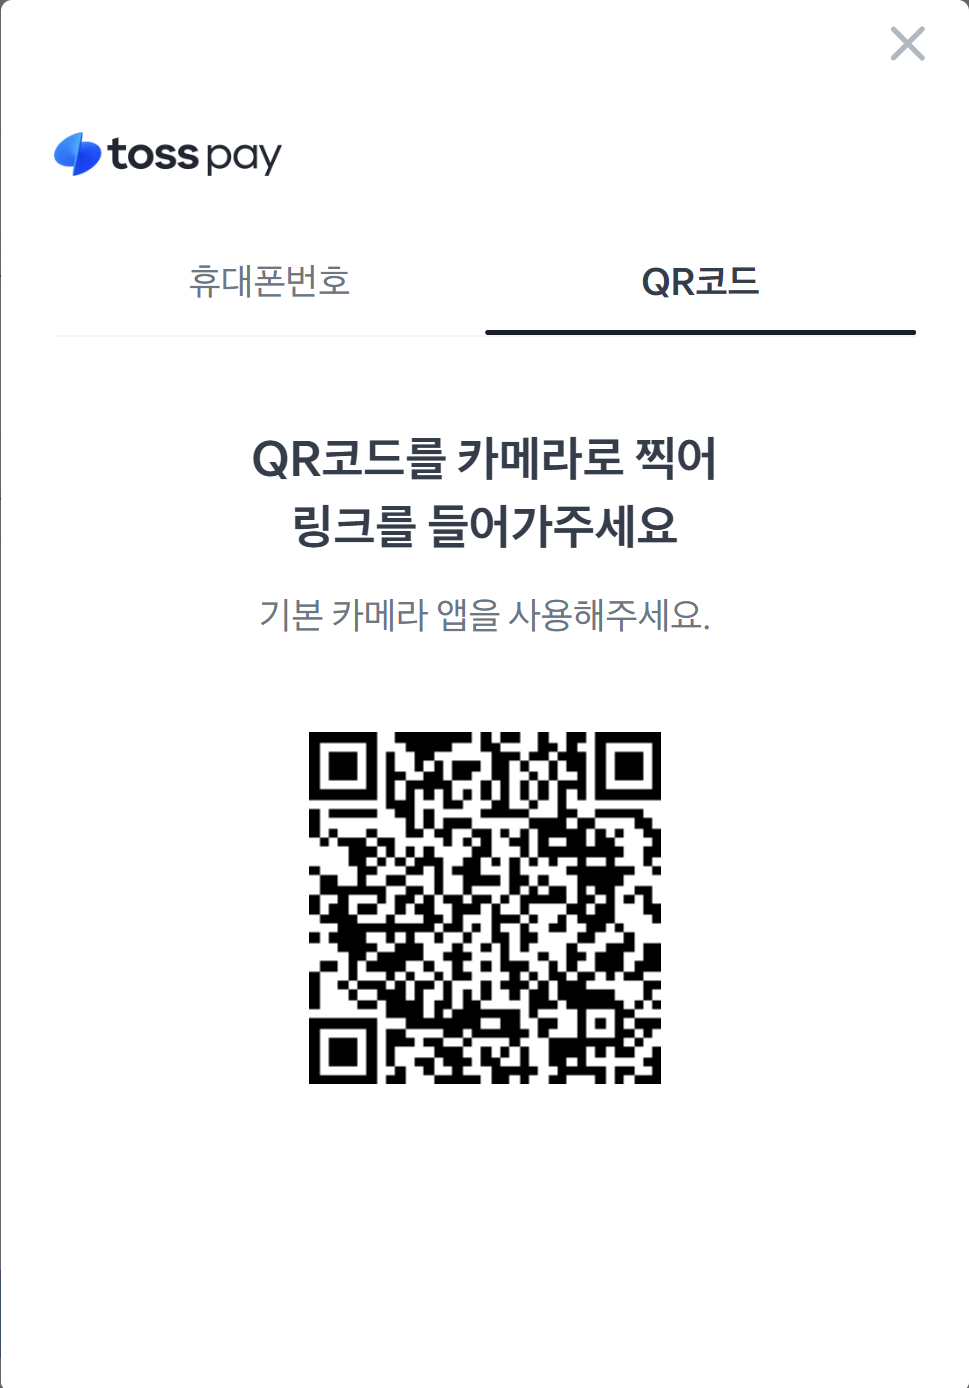 toss pay
휴대폰번호
QR코드
QR코드를 카메라로 찍어
링크를 들어가주세요
기본 카메라 앱을 사용해주세요.